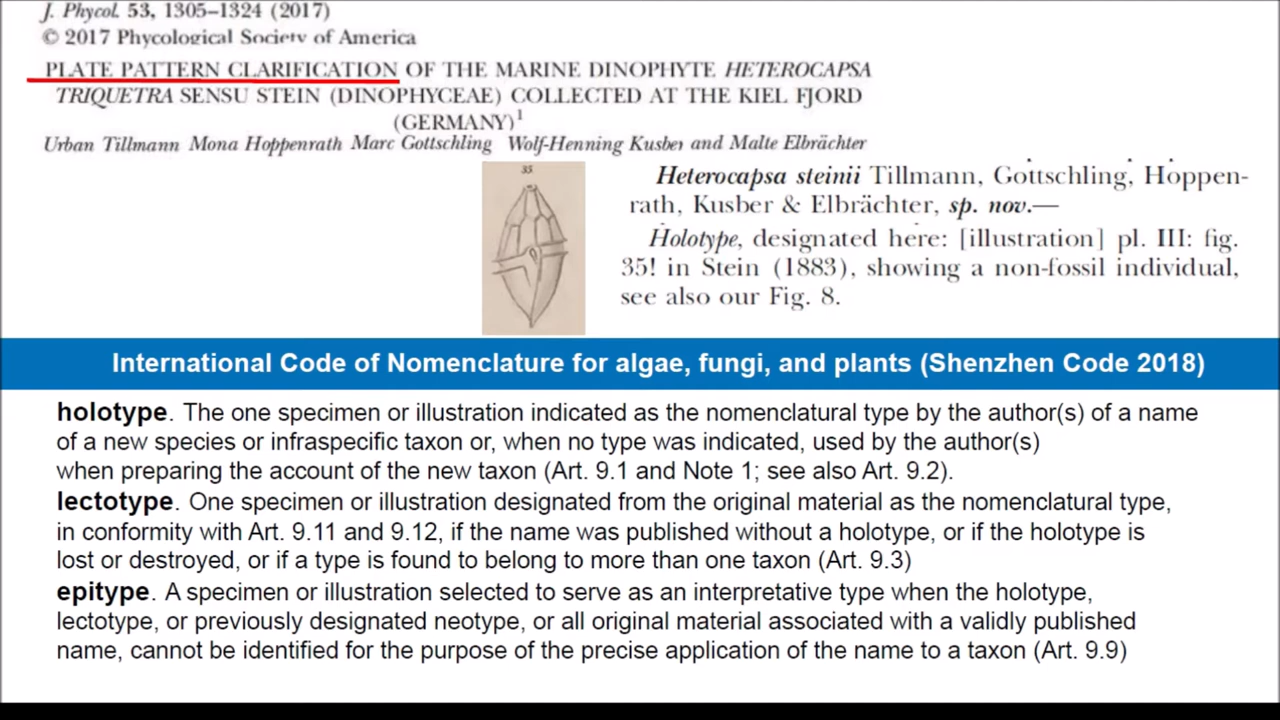 J. Phycol. 53, 1305–1324 (2017)
© 2017 Phycological Society of America
PLATE PATTERN CLARIFICATION OF THE MARINE DINOPHYTE HETEROCAPSA
TRIQUETRA SENSU STEIN (DINOPHYCEAE) COLLECTED AT THE KIEL FJORD
(GERMANY)¹
Urban Tillmann Mona Hoppenrath Marc Gottschling Wolf-Henning Kusber and Malte Elbrächter
35
Heterocapsa steinii Tillmann, Gottschling, Hoppen-
rath, Kusber & Elbrächter, sp. nov.—
Holotype, designated here: [illustration] pl. III: fig.
35! in Stein (1883), showing a non-fossil individual,
see also our Fig. 8.
International Code of Nomenclature for algae, fungi, and plants (Shenzhen Code 2018)
holotype. The one specimen or illustration indicated as the nomenclatural type by the author(s) of a name
of a new species or infraspecific taxon or, when no type was indicated, used by the author(s)
when preparing the account of the new taxon (Art. 9.1 and Note 1; see also Art. 9.2).
lectotype. One specimen or illustration designated from the original material as the nomenclatural type,
in conformity with Art. 9.11 and 9.12, if the name was published without a holotype, or if the holotype is
lost or destroyed, or if a type is found to belong to more than one taxon (Art. 9.3)
epitype. A specimen or illustration selected to serve as an interpretative type when the holotype,
lectotype, or previously designated neotype, or all original material associated with a validly published
name, cannot be identified for the purpose of the precise application of the name to a taxon (Art. 9.9)